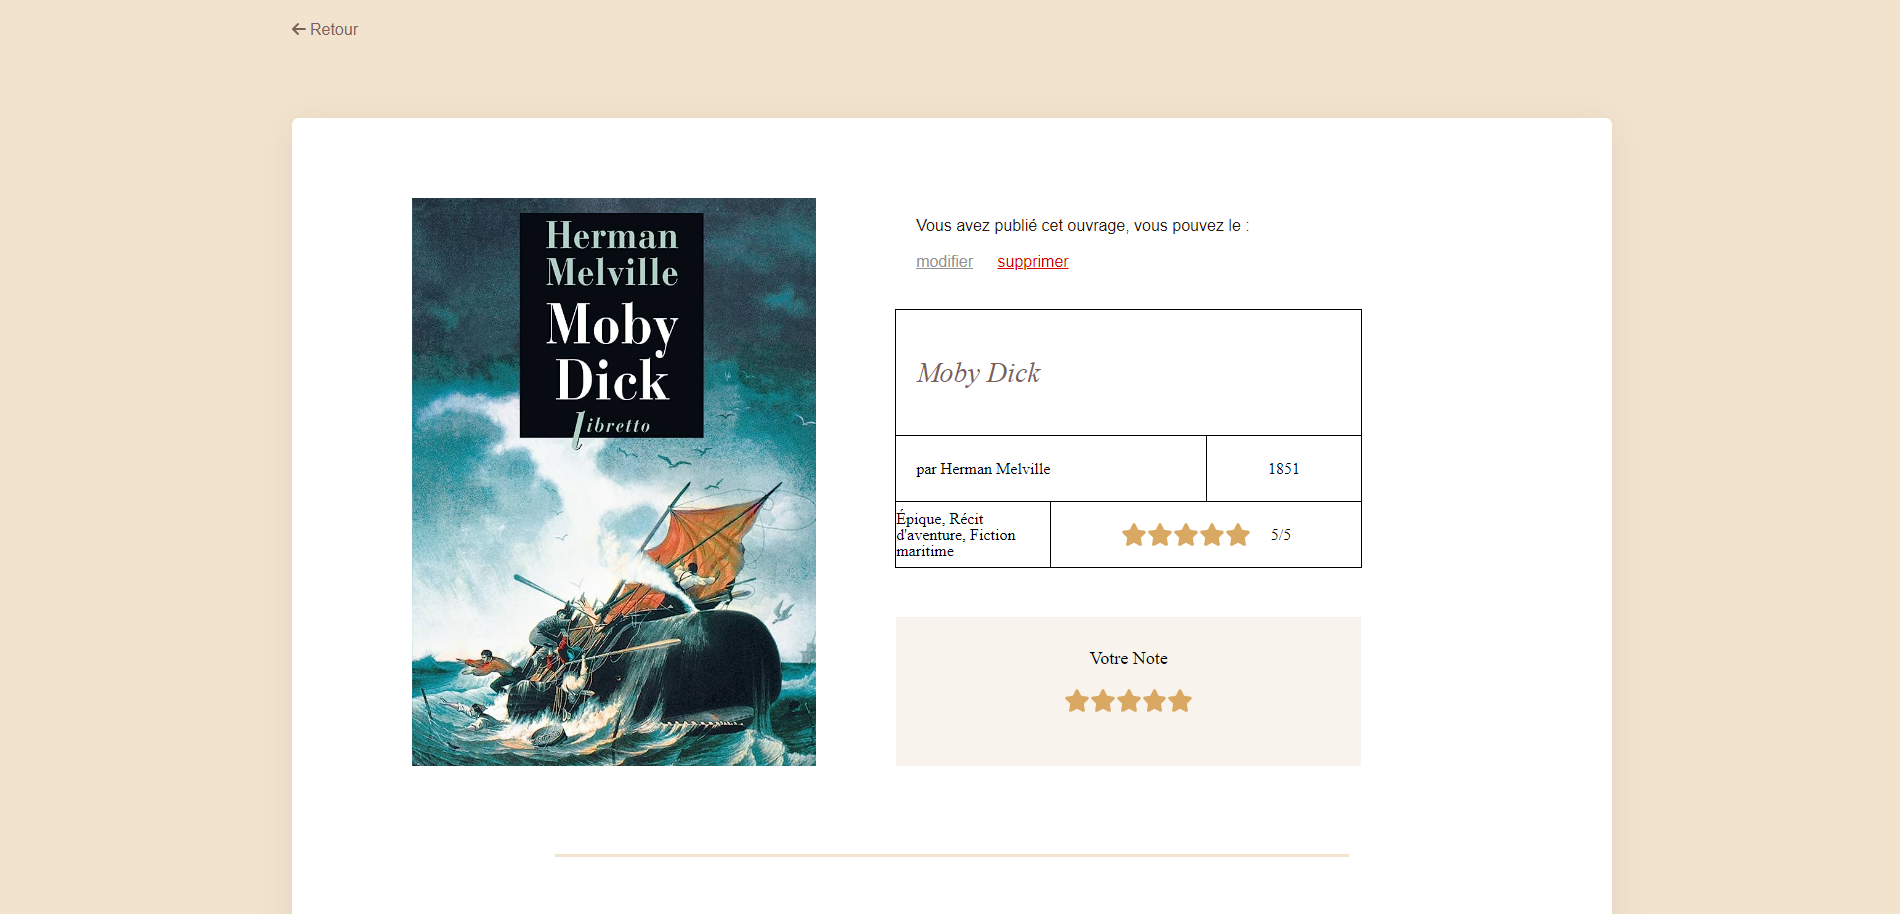 Retour
Herman
Melville
Moby
Dick
libretto
Vous avez publié cet ouvrage, vous pouvez le :
modifier supprimer
Moby Dick
par Herman Melville
1851
Épique, Récit
d'aventure, Fiction
maritime
5/5
Votre Note